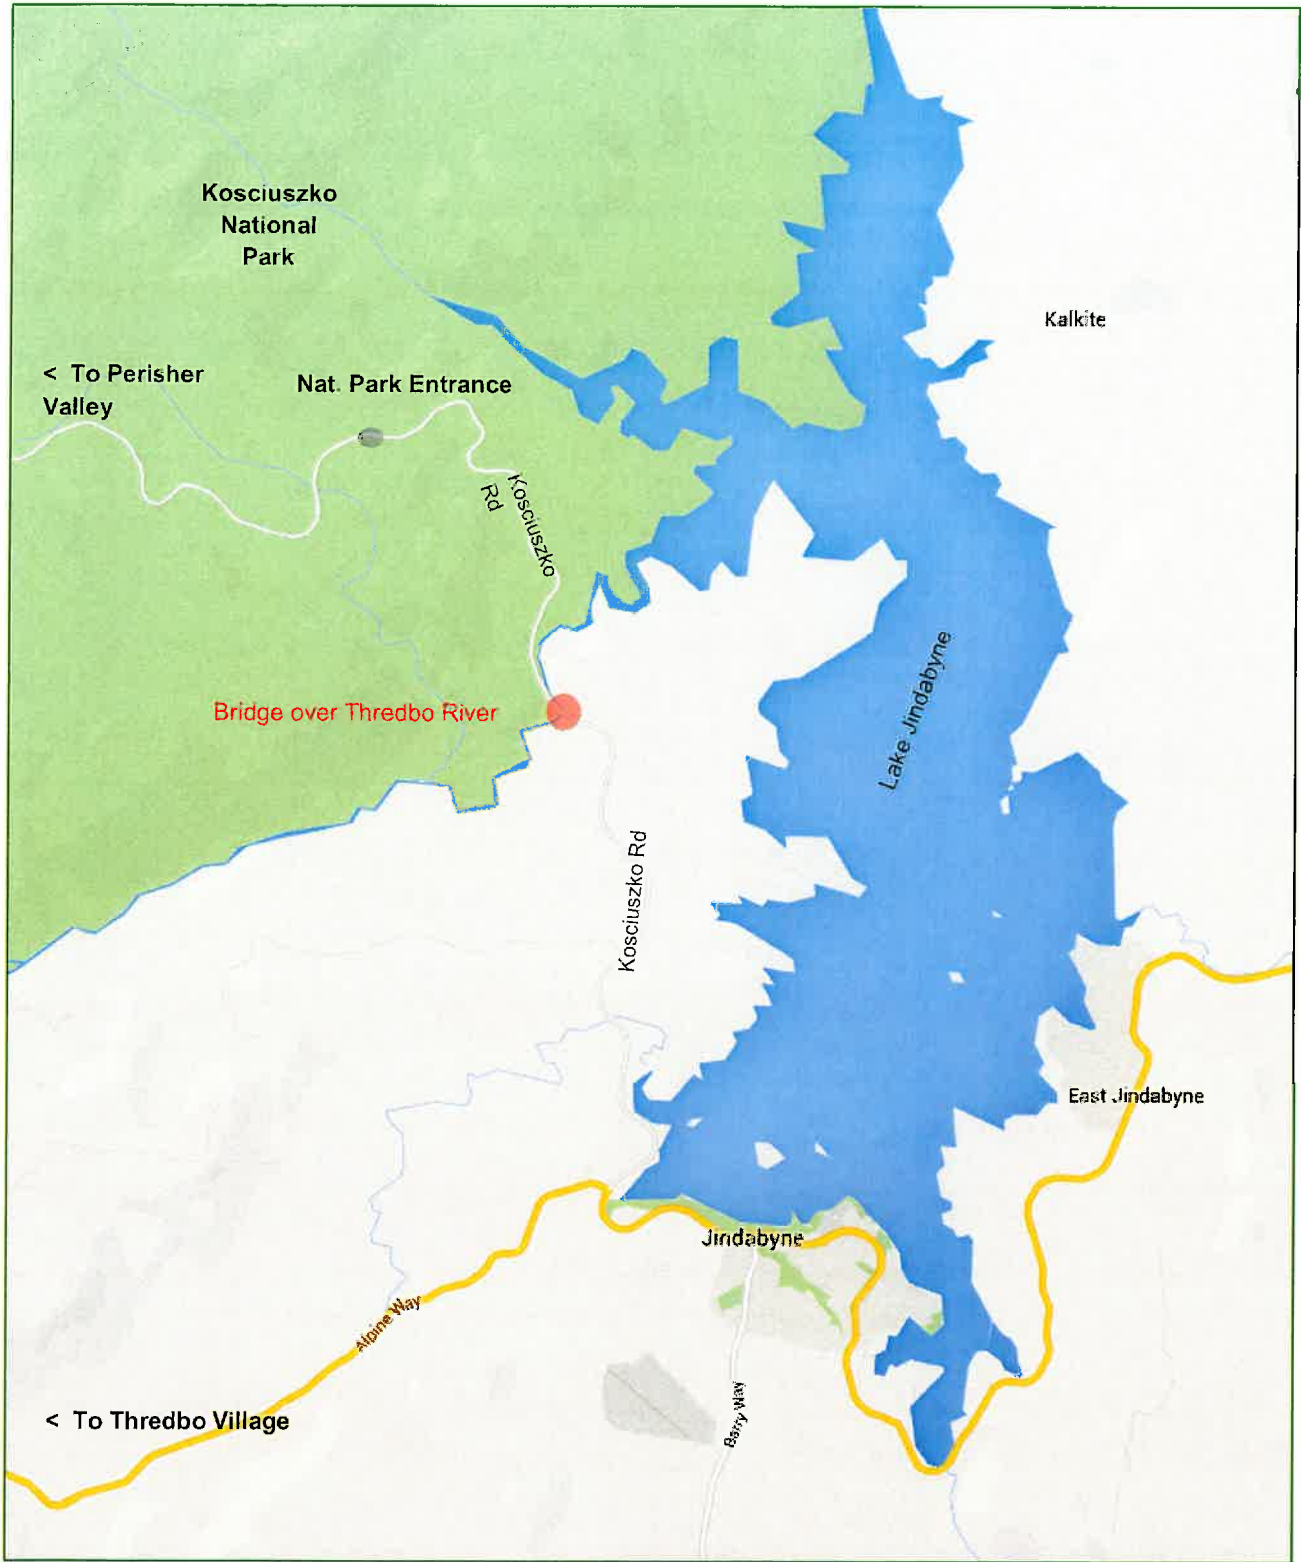 Kosciuszko
National
Park
Kalkite
< To Perisher
Valley
Nat. Park Entrance
Kosciuszko
Rd
Lake Jindabyne
Bridge over Thredbo River
Kosciuszko Rd
East Jindabyne
Jindabyne
Alpine Way
Barry Way
< To Thredbo Village